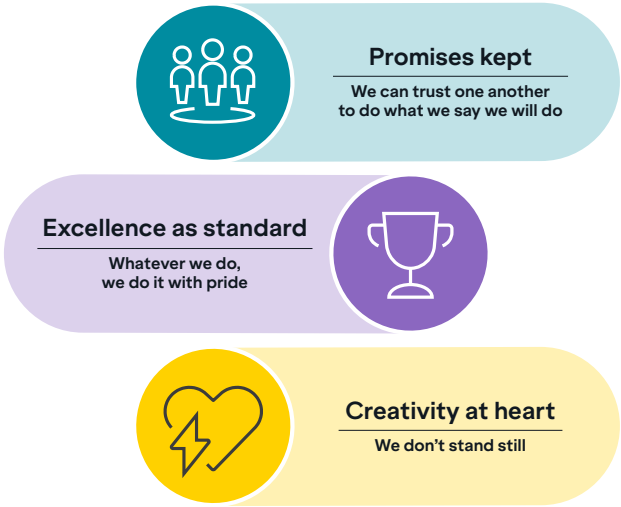 Promises kept
We can trust one another
to do what we say we will do
Excellence as standard
Whatever we do,
we do it with pride
Creativity at heart
We don’t stand still